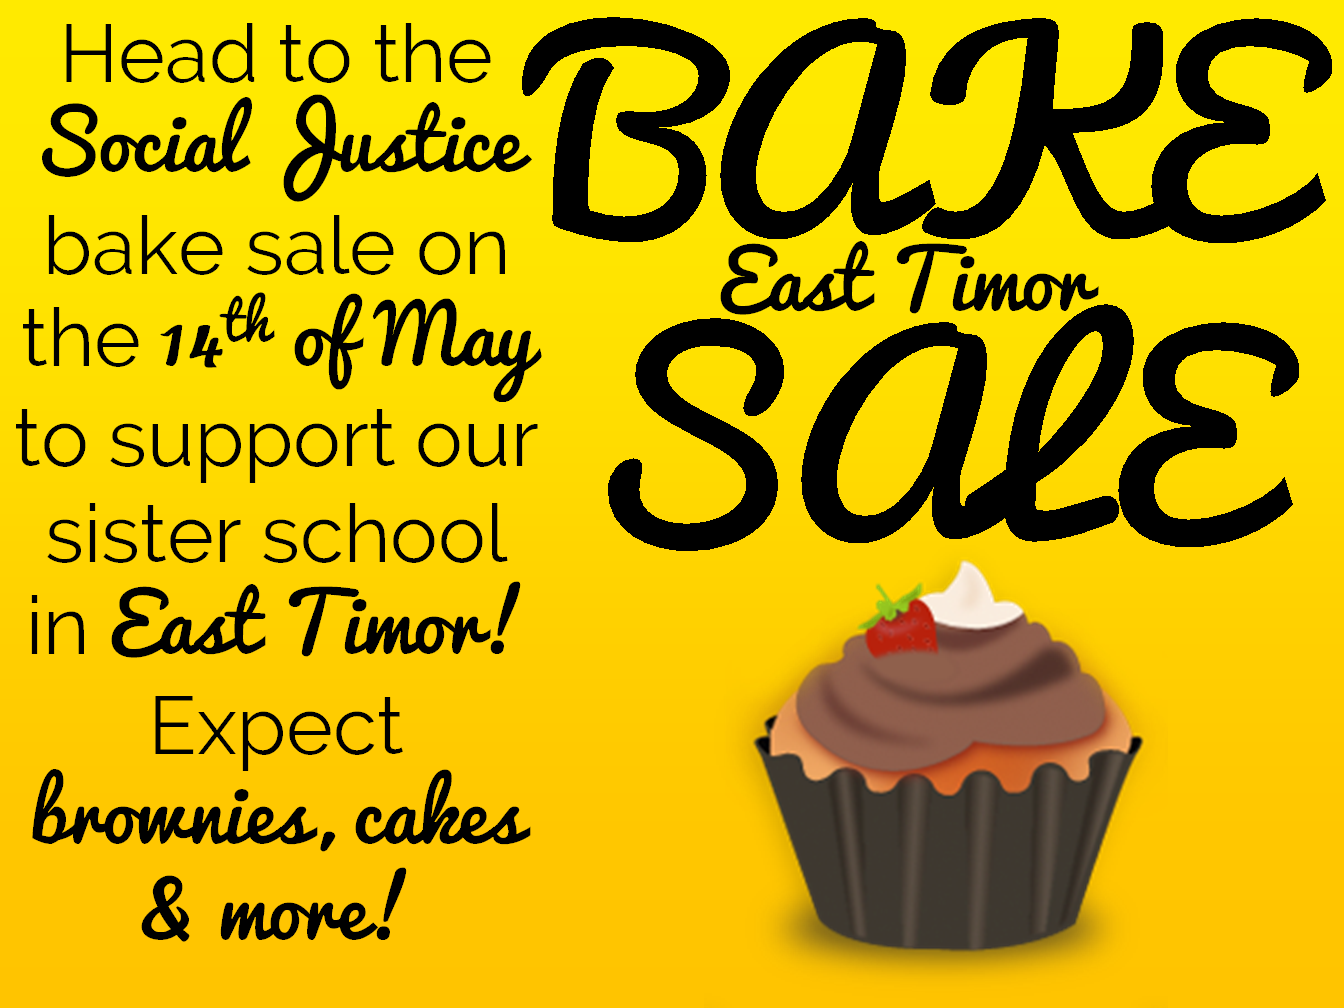 Head to the
Social Justice
bake sale on
the 14th of May
to support our
sister school
in East Timor!
Expect
brownies, cakes
& more!
BAKE
East Timor
SALE